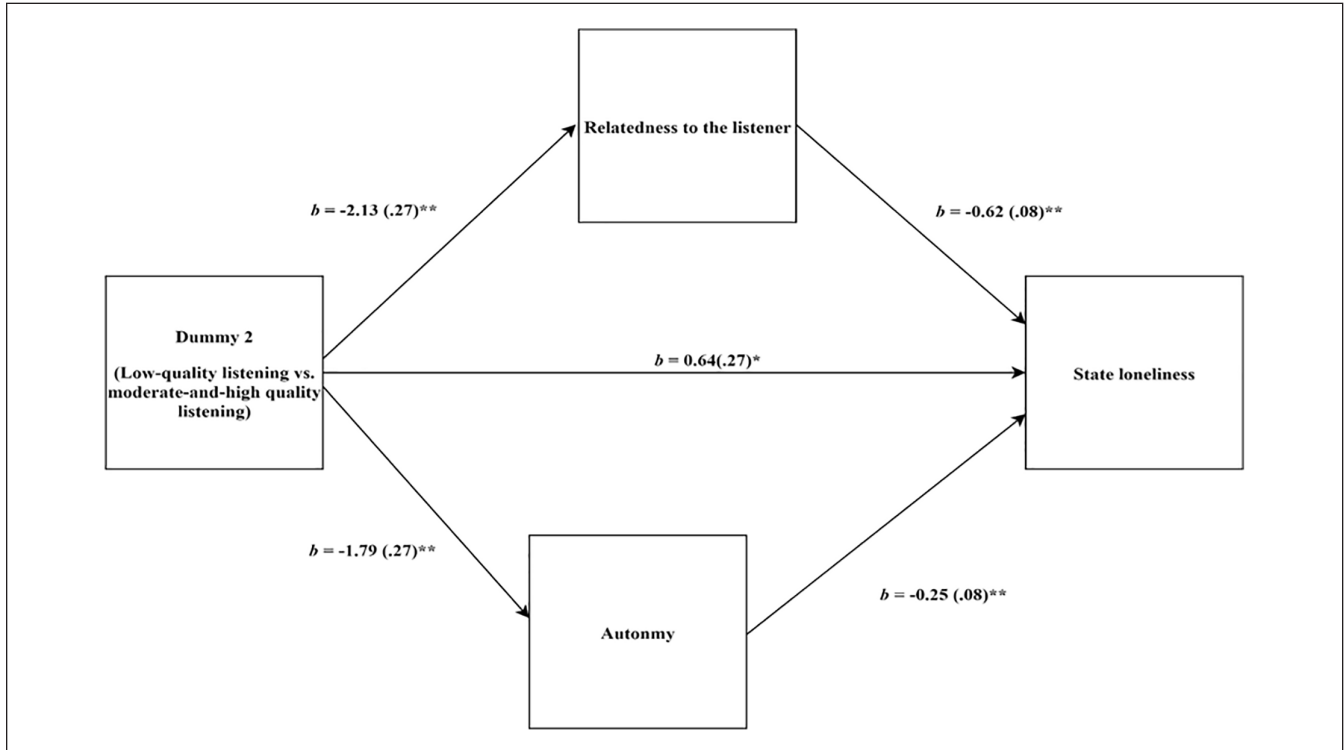 Relatedness to the listener
b = -2.13 (.27)**
b = -0.62 (.08)**
Dummy 2
(Low-quality listening vs.
moderate-and-high quality
listening)
b = 0.64(.27)*
State loneliness
b = -1.79 (.27)**
b = -0.25 (.08)**
Autonmy